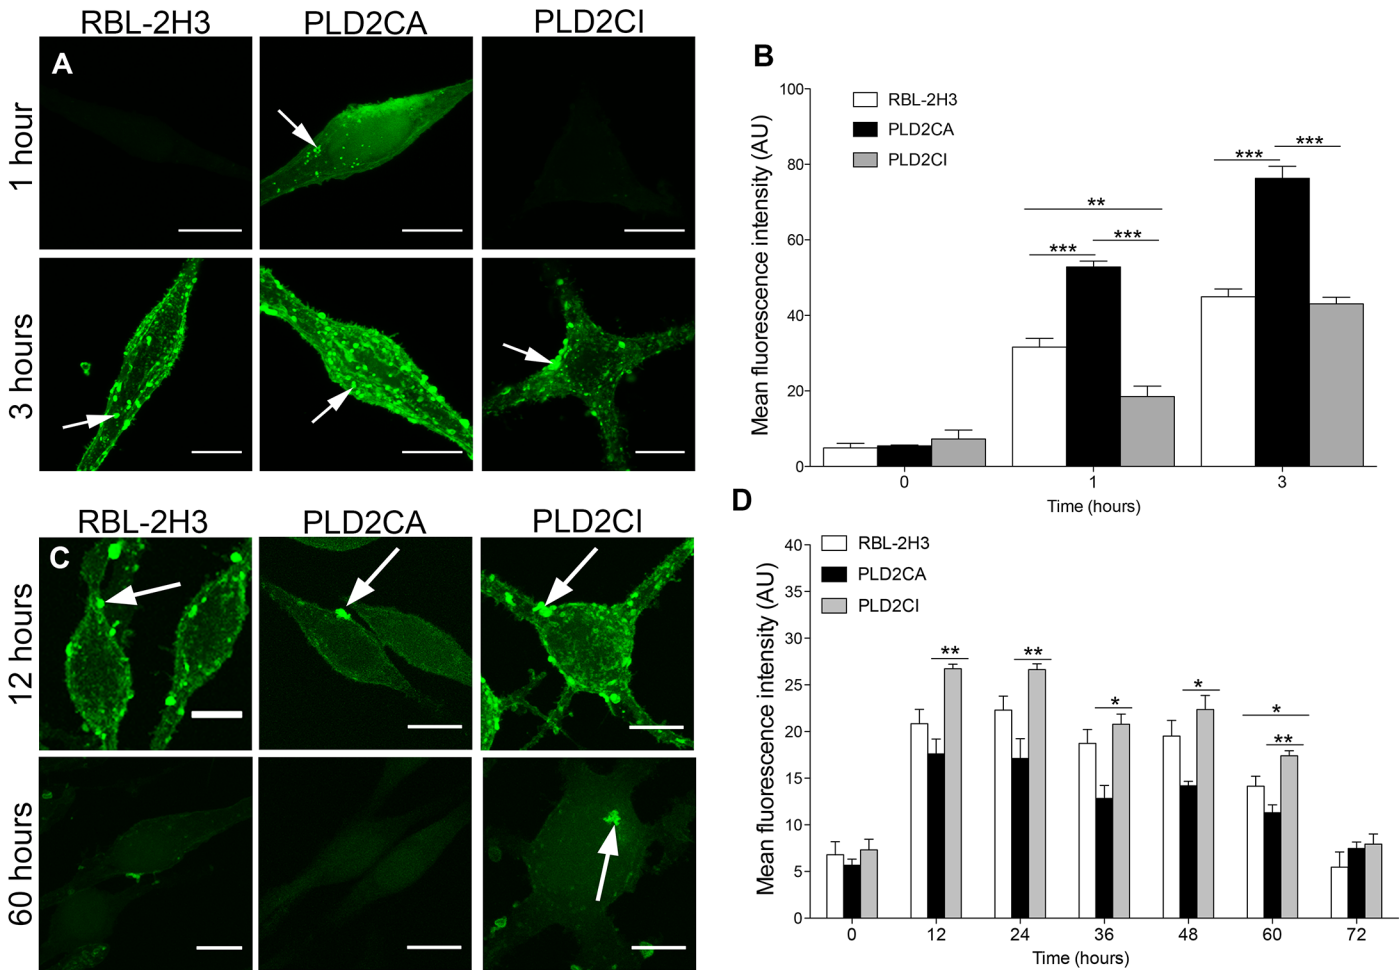 RBL-2H3 PLD2CA PLD2CI
A
1 hour
3 hours
B
Mean fluorescence intensity (AU)
100
80
60
40
20
0
RBL-2H3
PLD2CA
PLD2CI
**
*** ***
*** ***
0 1 3
Time (hours)
RBL-2H3 PLD2CA PLD2CI
C
12 hours
60 hours
D
Mean fluorescence intensity (AU)
40
35
30
25
20
15
10
5
0
RBL-2H3
PLD2CA
PLD2CI
** ** * * *
**
0 12 24 36 48 60 72
Time (hours)